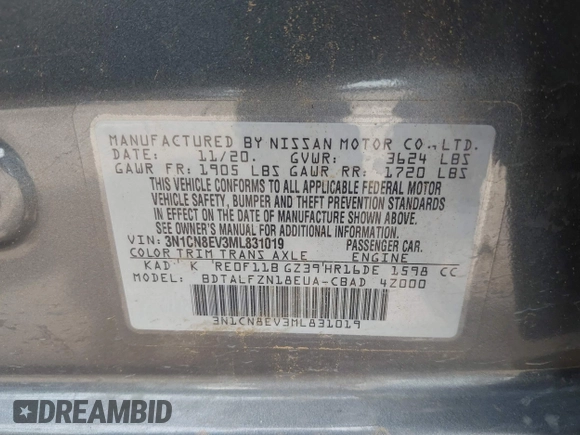 MANUFACTURED BY NISSAN MOTOR CO., LTD.
DATE: 11/20. GVWR: 3624 LBS
GAWR FR: 1905 LBS GAWR RR: 1720 LBS
THIS VEHICLE CONFORMS TO ALL APPLICABLE FEDERAL MOTOR
VEHICLE SAFETY, BUMPER AND THEFT PREVENTION STANDARDS
IN EFFECT ON THE DATE OF MANUFACTURE SHOWN ABOVE.
SEE OWNER'S MANUAL FOR ADDITIONAL INFORMATION.
VIN: 3N1CN8EV3ML831019 PASSENGER CAR
COLOR TRIM TRANS AXLE ENGINE
KAD K RE0F11B GZ39 HR16DE 1598 CC
MODEL: BDTALFZN18EUA-CBAD 4Z000
3N1CN8EV3ML831019
DREAMBID